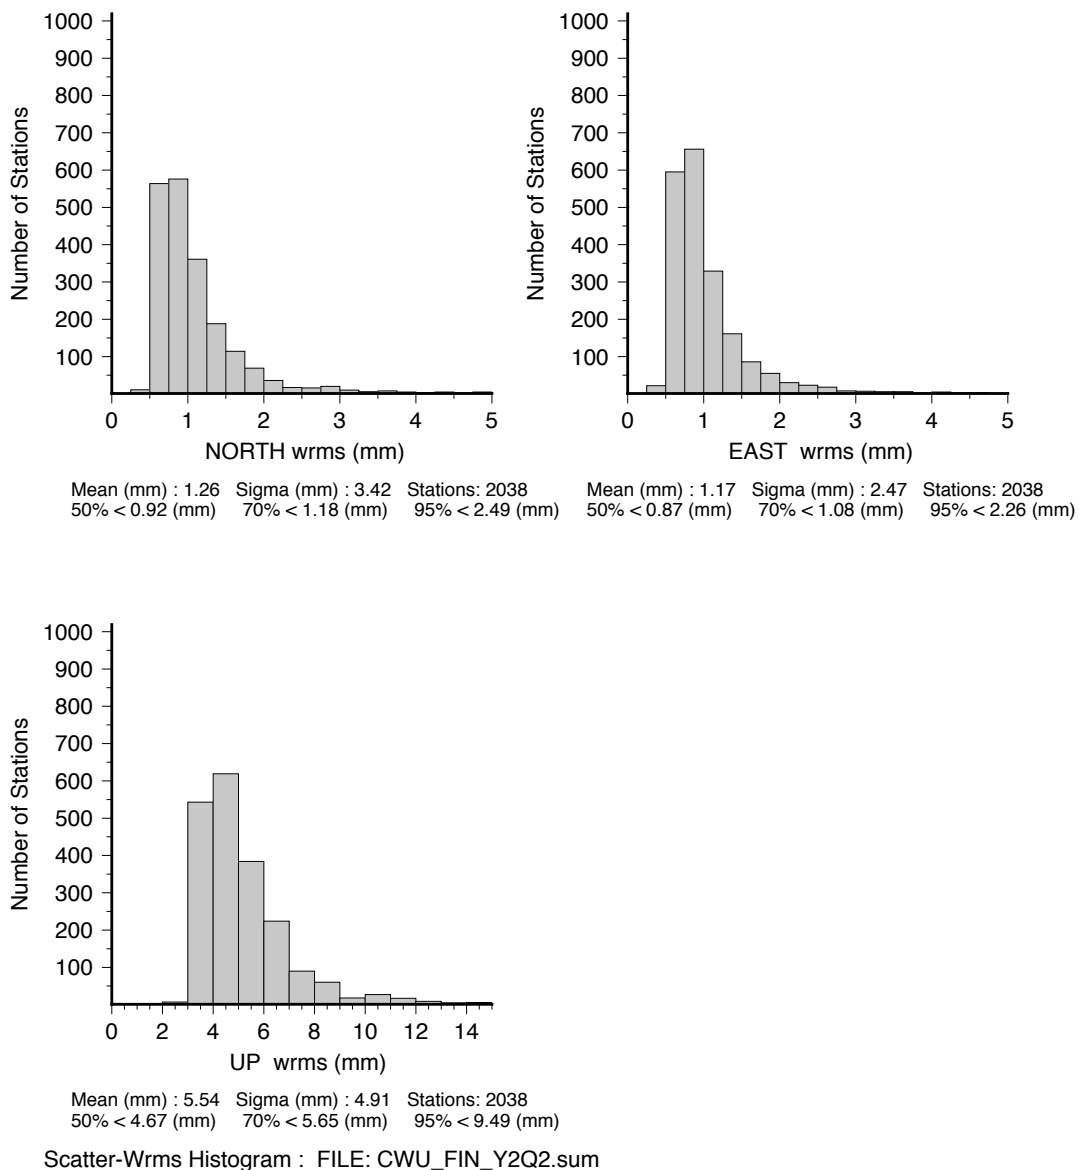 1000
900
800
700
600
500
400
300
200
100
Number of Stations
0 1 2 3 4 5
NORTH wrms (mm)
Mean (mm) : 1.26 Sigma (mm) : 3.42 Stations: 2038
50% < 0.92 (mm) 70% < 1.18 (mm) 95% < 2.49 (mm)
1000
900
800
700
600
500
400
300
200
100
Number of Stations
0 1 2 3 4 5
EAST wrms (mm)
Mean (mm) : 1.17 Sigma (mm) : 2.47 Stations: 2038
50% < 0.87 (mm) 70% < 1.08 (mm) 95% < 2.26 (mm)
1000
900
800
700
600
500
400
300
200
100
Number of Stations
0 2 4 6 8 10 12 14
UP wrms (mm)
Mean (mm) : 5.54 Sigma (mm) : 4.91 Stations: 2038
50% < 4.67 (mm) 70% < 5.65 (mm) 95% < 9.49 (mm)
Scatter-Wrms Histogram : FILE: CWU_FIN_Y2Q2.sum